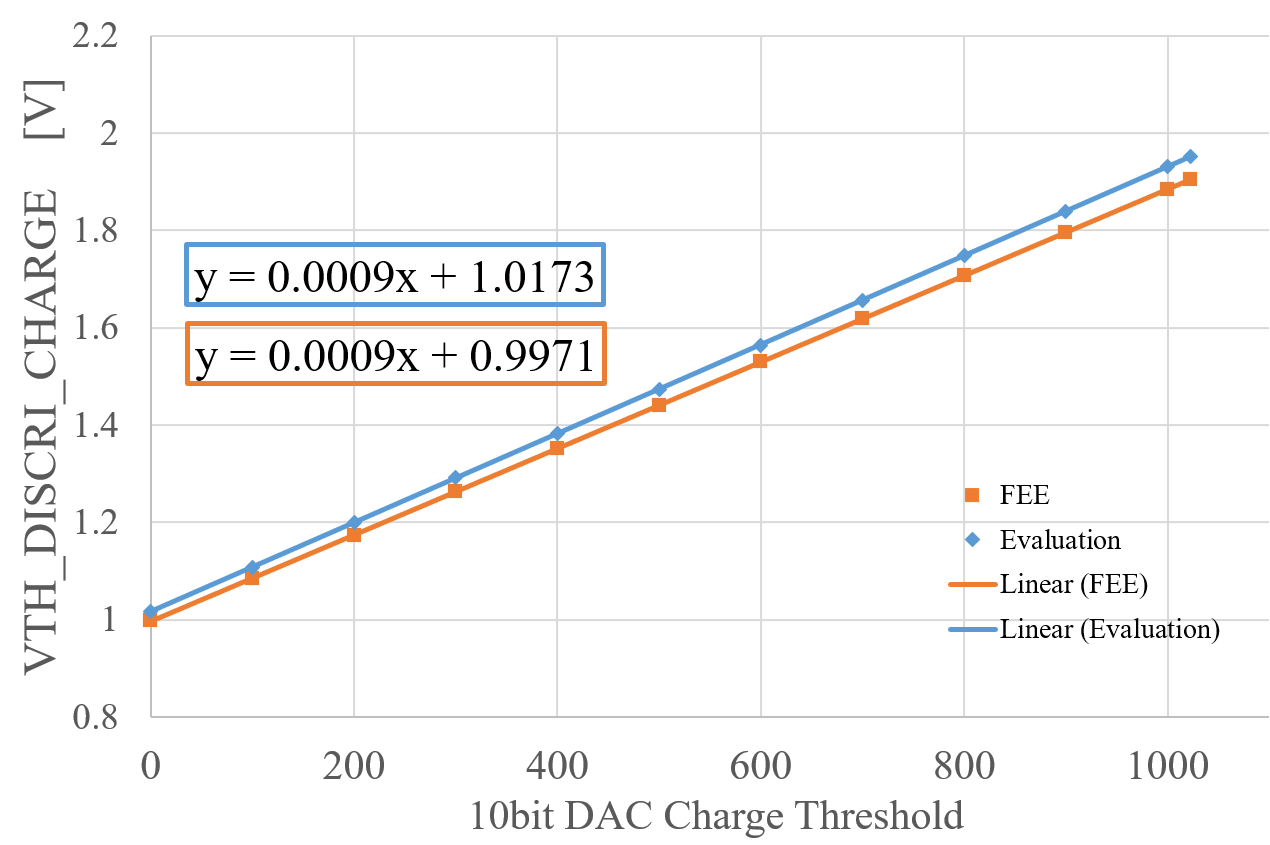 2.2
2
1.8
1.6
1.4
1.2
1
0.8
VTH_DISCRI_CHARGE [V]
y = 0.0009x + 1.0173
y = 0.0009x + 0.9971
FEE
Evaluation
Linear (FEE)
Linear (Evaluation)
0 200 400 600 800 1000
10bit DAC Charge Threshold